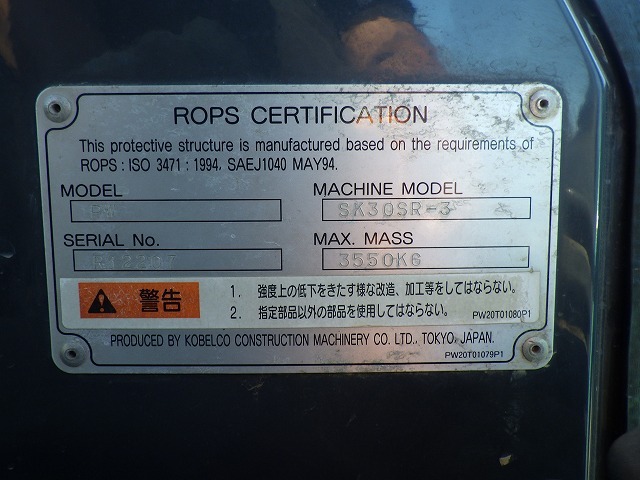 ROPS CERTIFICATION
This protective structure is manufactured based on the requirements of
ROPS : ISO 3471 : 1994, SAEJ1040 MAY94.
MODEL
MACHINE MODEL
SK30SR-3
SERIAL No.
MAX. MASS
3550KG
警告
1. 強度上の低下をきたす様な改造、加工等をしてはならない。
2. 指定部品以外の部品を使用してはならない。
PW20T01080P1
PRODUCED BY KOBELCO CONSTRUCTION MACHINERY CO. LTD., TOKYO, JAPAN.
PW20T01079P1